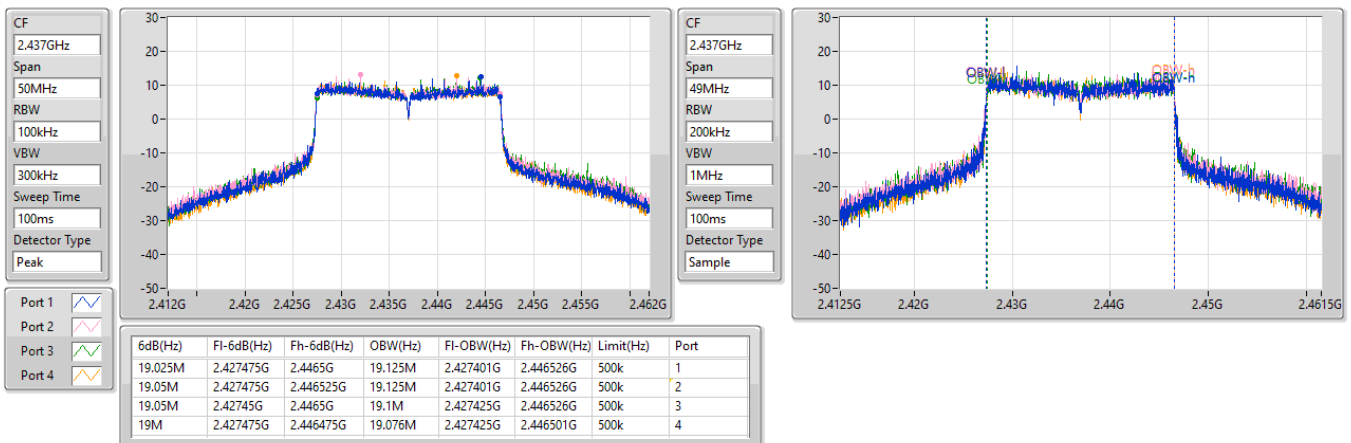 CF
2.437GHz
Span
50MHz
RBW
100kHz
VBW
300kHz
Sweep Time
100ms
Detector Type
Peak
30
20
10
0
-10
-20
-30
-40
-50
2.412G 2.42G 2.425G 2.43G 2.435G 2.44G 2.445G 2.45G 2.455G 2.462G
CF
2.437GHz
Span
49MHz
RBW
200kHz
VBW
1MHz
Sweep Time
100ms
Detector Type
Sample
30
20
10
0
-10
-20
-30
-40
-50
OBW-h
OBW-h
2.4125G 2.42G 2.43G 2.44G 2.45G 2.4615G
Port 1
Port 2
Port 3
Port 4
6dB(Hz) Fl-6dB(Hz) Fh-6dB(Hz) OBW(Hz) Fl-OBW(Hz) Fh-OBW(Hz) Limit(Hz) Port
19.025M 2.427475G 2.4465G 19.125M 2.427401G 2.446526G 500k 1
19.05M 2.427475G 2.446525G 19.125M 2.427401G 2.446526G 500k 2
19.05M 2.42745G 2.4465G 19.1M 2.427425G 2.446526G 500k 3
19M 2.427475G 2.446475G 19.076M 2.427425G 2.446501G 500k 4